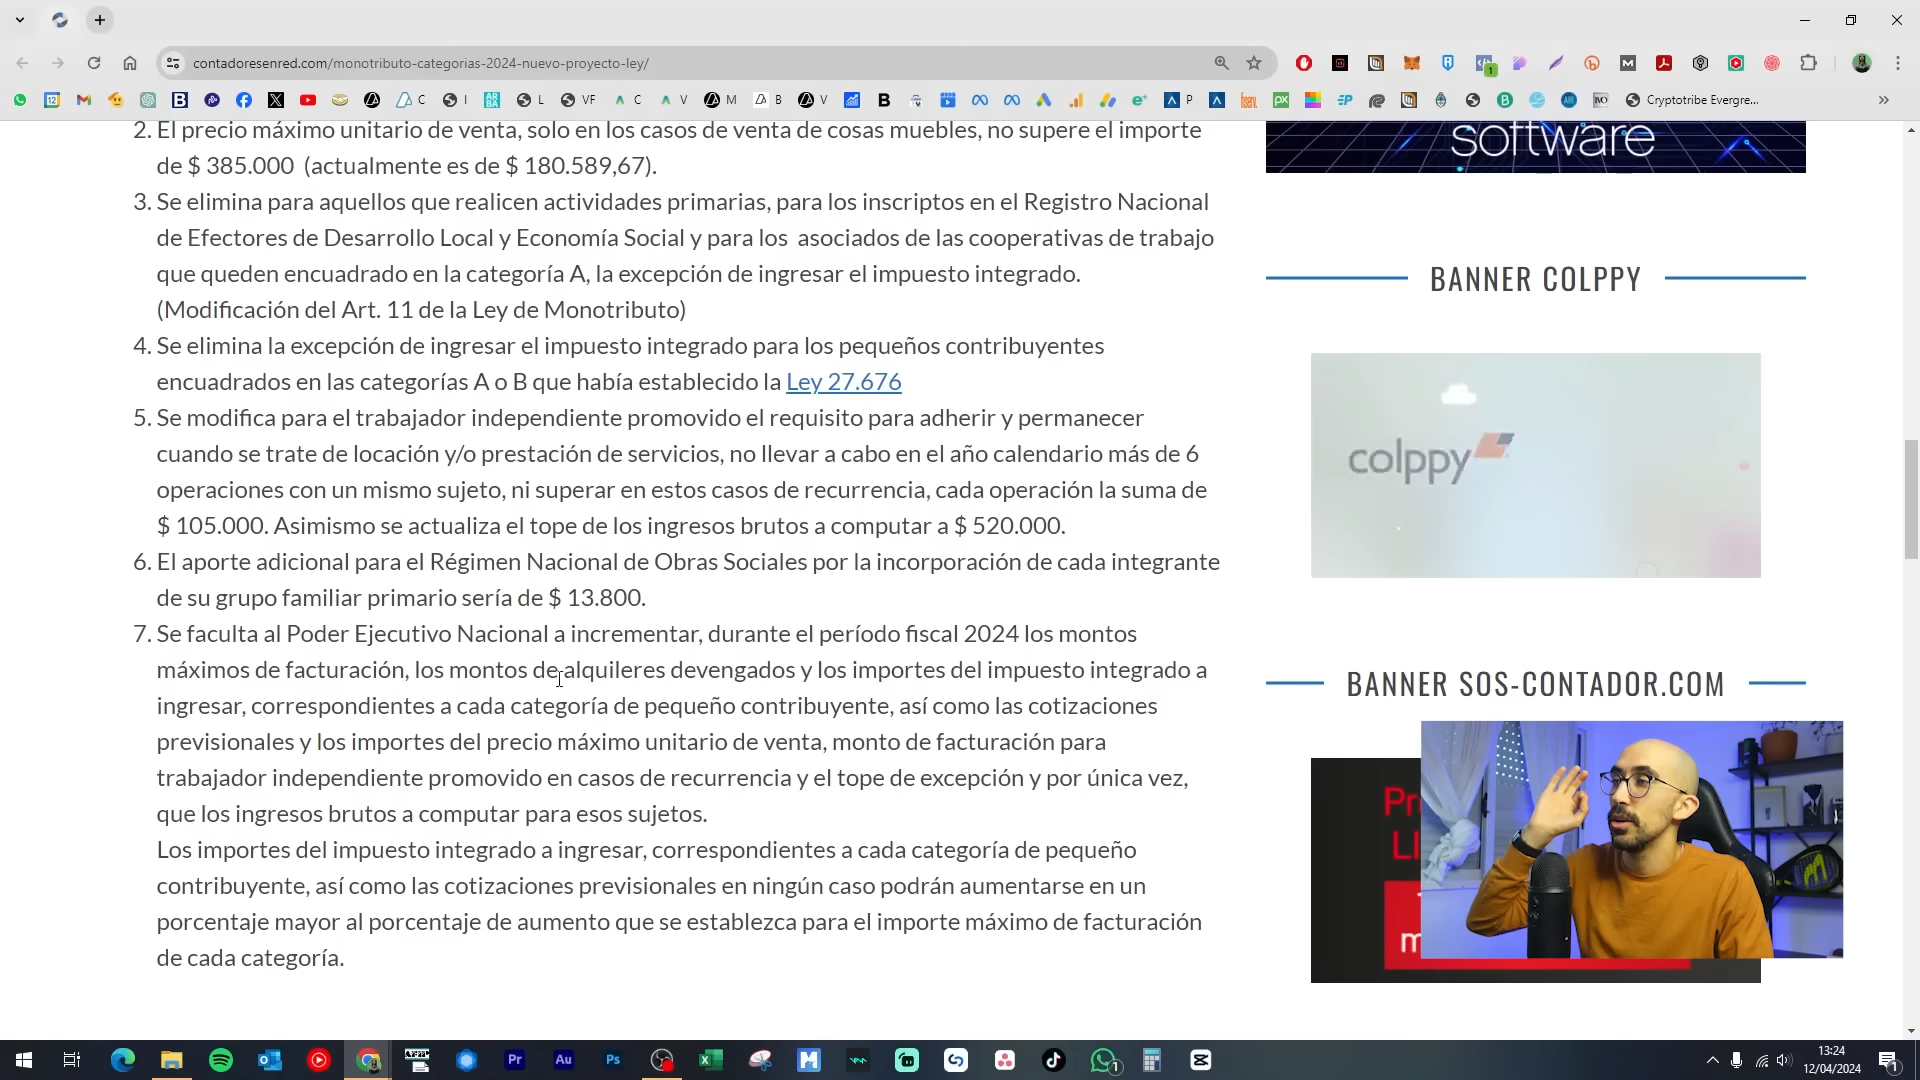 contadoresenred.com/monotributo-categorias-2024-nuevo-proyecto-ley/
C
I
L
VF
C
V
M
B
V
P
Cryptotribe Evergre...
2. El precio máximo unitario de venta, solo en los casos de venta de cosas muebles, no supere el importe
de $ 385.000 (actualmente es de $ 180.589,67).
3. Se elimina para aquellos que realicen actividades primarias, para los inscriptos en el Registro Nacional
de Efectores de Desarrollo Local y Economía Social y para los asociados de las cooperativas de trabajo
que queden encuadrado en la categoría A, la excepción de ingresar el impuesto integrado.
(Modificación del Art. 11 de la Ley de Monotributo)
4. Se elimina la excepción de ingresar el impuesto integrado para los pequeños contribuyentes
encuadrados en las categorías A o B que había establecido la Ley 27.676
5. Se modifica para el trabajador independiente promovido el requisito para adherir y permanecer
cuando se trate de locación y/o prestación de servicios, no llevar a cabo en el año calendario más de 6
operaciones con un mismo sujeto, ni superar en estos casos de recurrencia, cada operación la suma de
$ 105.000. Asimismo se actualiza el tope de los ingresos brutos a computar a $ 520.000.
6. El aporte adicional para el Régimen Nacional de Obras Sociales por la incorporación de cada integrante
de su grupo familiar primario sería de $ 13.800.
7. Se faculta al Poder Ejecutivo Nacional a incrementar, durante el período fiscal 2024 los montos
máximos de facturación, los montos de alquileres devengados y los importes del impuesto integrado a
ingresar, correspondientes a cada categoría de pequeño contribuyente, así como las cotizaciones
previsionales y los importes del precio máximo unitario de venta, monto de facturación para
trabajador independiente promovido en casos de recurrencia y el tope de excepción y por única vez,
que los ingresos brutos a computar para esos sujetos.
Los importes del impuesto integrado a ingresar, correspondientes a cada categoría de pequeño
contribuyente, así como las cotizaciones previsionales en ningún caso podrán aumentarse en un
porcentaje mayor al porcentaje de aumento que se establezca para el importe máximo de facturación
de cada categoría.
software
BANNER COLPPY
colppy
BANNER SOS-CONTADOR.COM
13:24
12/04/2024